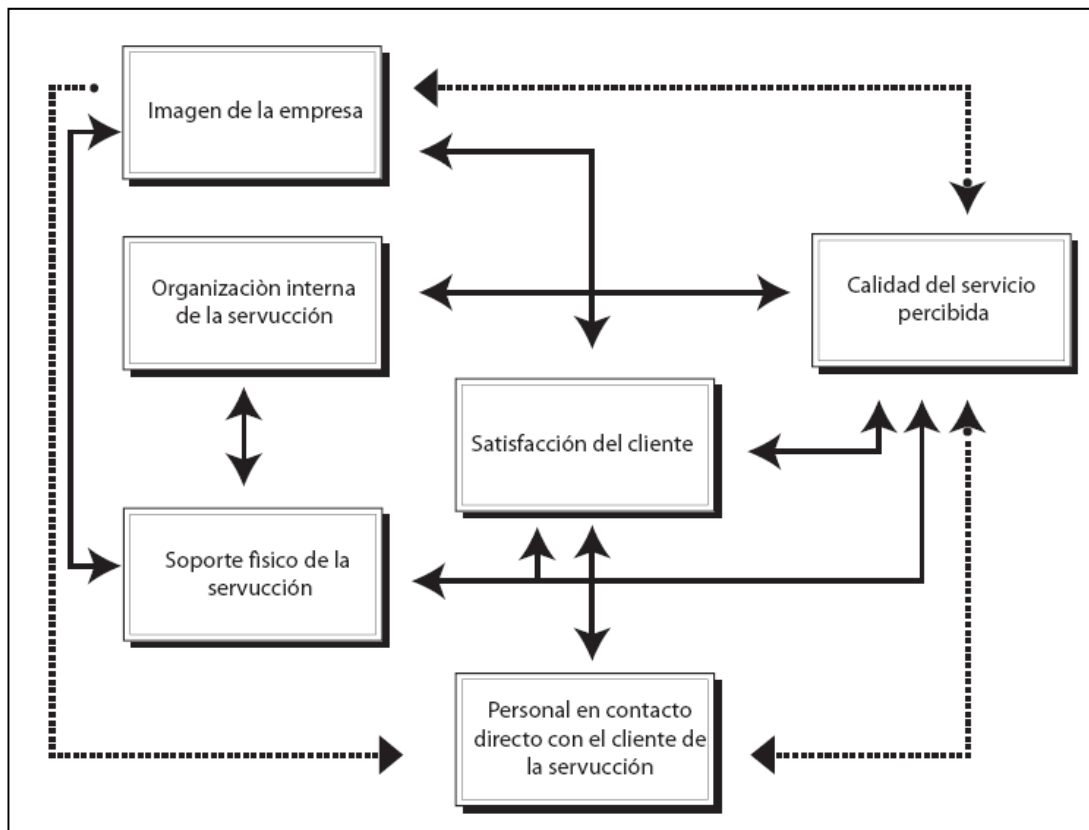 Imagen de la empresa
Organizaciòn interna
de la servucción
Calidad del servicio
percibida
Satisfacción del cliente
Soporte fìsico de la
servucción
Personal en contacto
directo con el cliente de
la servucción